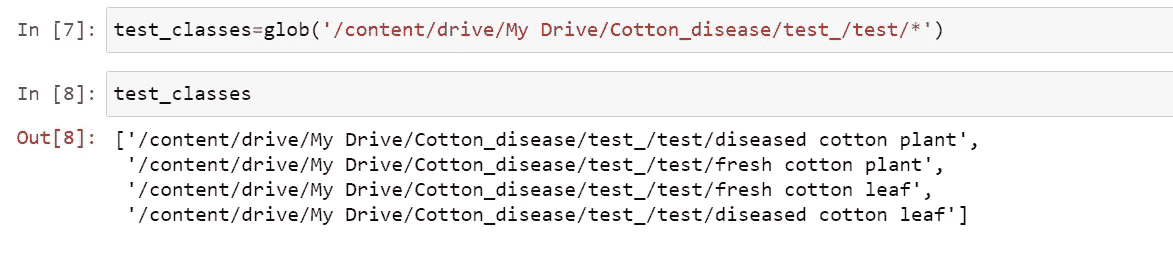 In [7]: test_classes=glob('/content/drive/My Drive/Cotton_disease/test_/test/*')
In [8]: test_classes
Out[8]: ['/content/drive/My Drive/Cotton_disease/test_/test/diseased cotton plant',
'/content/drive/My Drive/Cotton_disease/test_/test/fresh cotton plant',
'/content/drive/My Drive/Cotton_disease/test_/test/fresh cotton leaf',
'/content/drive/My Drive/Cotton_disease/test_/test/diseased cotton leaf']